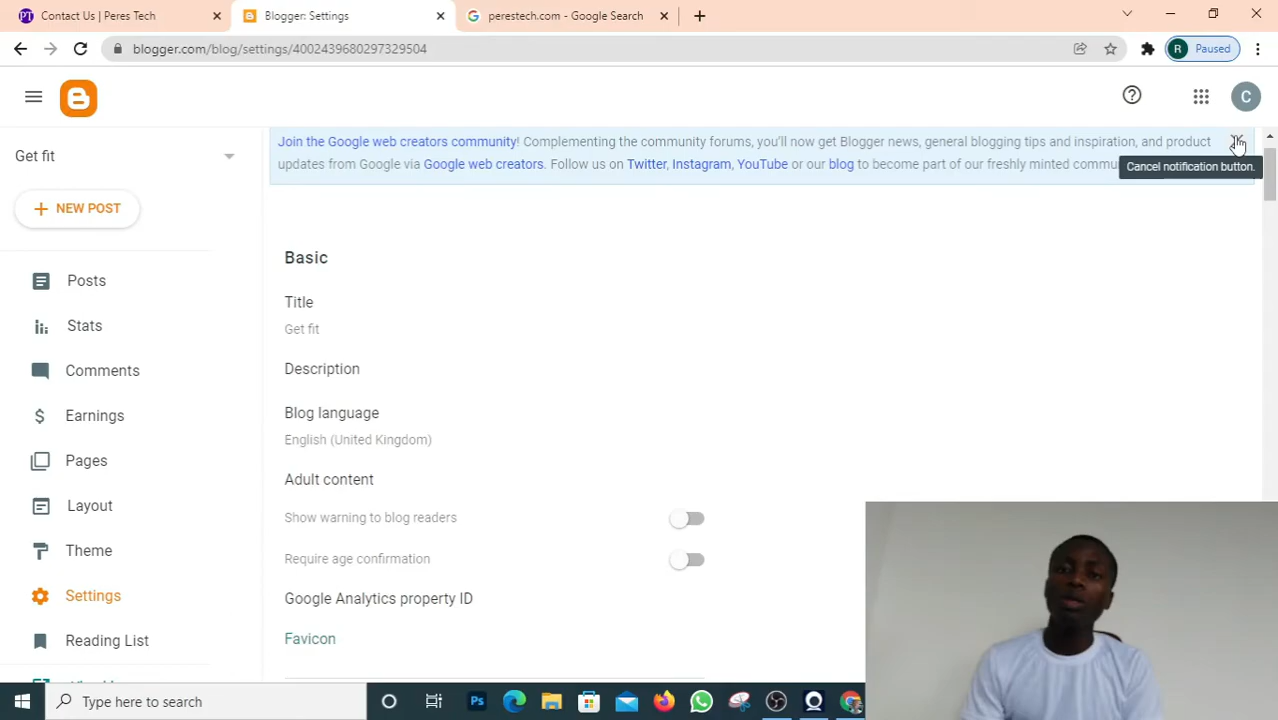 PT Contact Us | Peres Tech
Blogger: Settings
perestech.com - Google Search
blogger.com/blog/settings/4002439680297329504
R Paused
C
Get fit
Join the Google web creators community! Complementing the community forums, you'll now get Blogger news, general blogging tips and inspiration, and product
updates from Google via Google web creators. Follow us on Twitter, Instagram, YouTube or our blog to become part of our freshly minted
Cancel notification button.
NEW POST
Posts
Stats
Comments
Earnings
Pages
Layout
Theme
Settings
Reading List
Basic
Title
Get fit
Description
Blog language
English (United Kingdom)
Adult content
Show warning to blog readers
Require age confirmation
Google Analytics property ID
Favicon
Type here to search
Ps